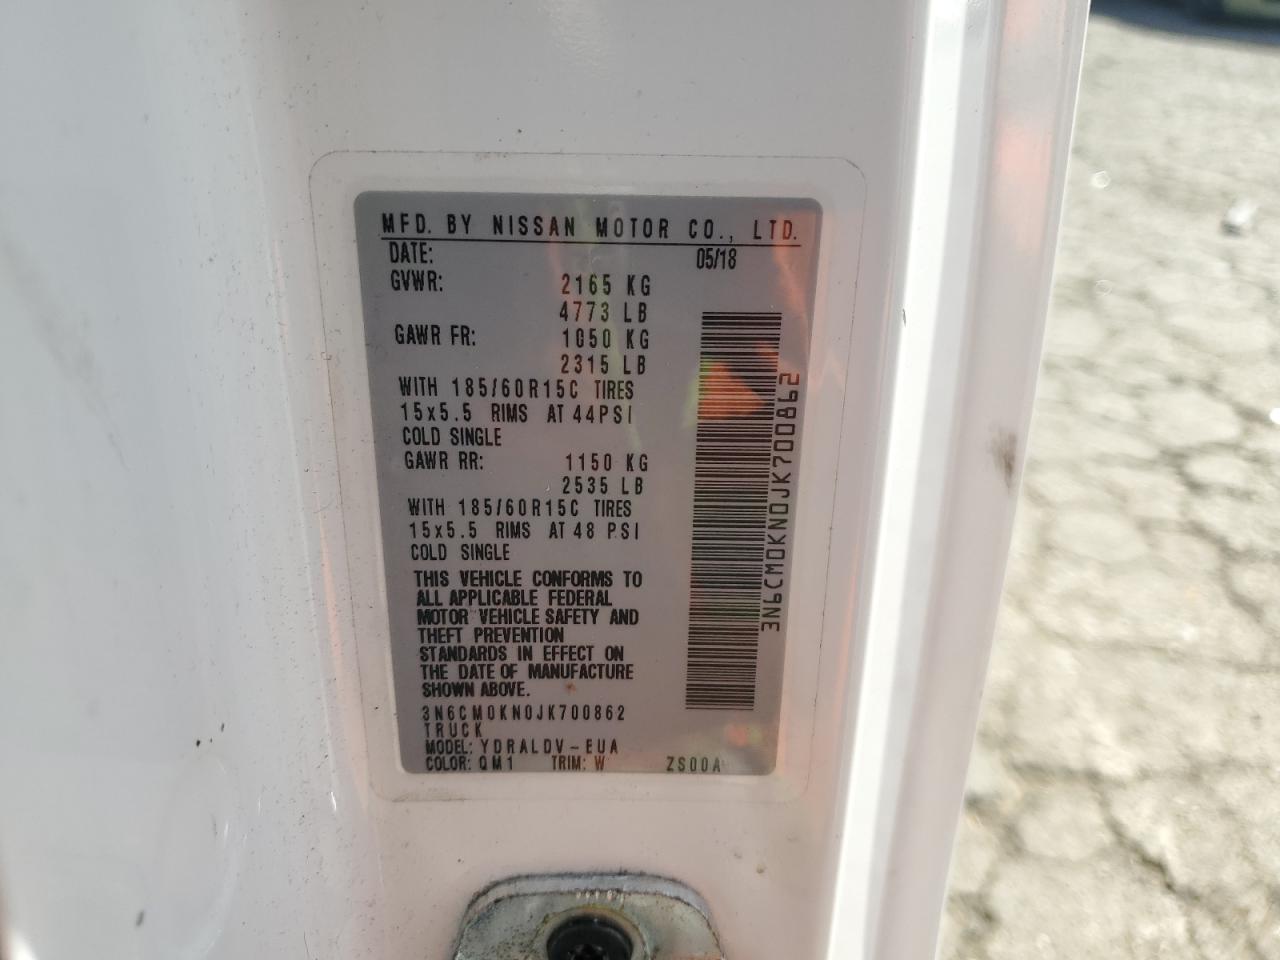 MFD. BY NISSAN MOTOR CO., LTD.
DATE: 05/18
GVWR: 2165 KG
4773 LB
GAWR FR: 1050 KG
2315 LB
WITH 185/60R15C TIRES
15x5.5 RIMS AT 44PSI
COLD SINGLE
GAWR RR: 1150 KG
2535 LB
WITH 185/60R15C TIRES
15x5.5 RIMS AT 48 PSI
COLD SINGLE
THIS VEHICLE CONFORMS TO
ALL APPLICABLE FEDERAL
MOTOR VEHICLE SAFETY AND
THEFT PREVENTION
STANDARDS IN EFFECT ON
THE DATE OF MANUFACTURE
SHOWN ABOVE.
3N6CM0KN0JK700862
TRUCK
MODEL: YDRALDV-EUA
COLOR: QM1 TRIM: W ZS00A
3N6CM0KN0JK700862